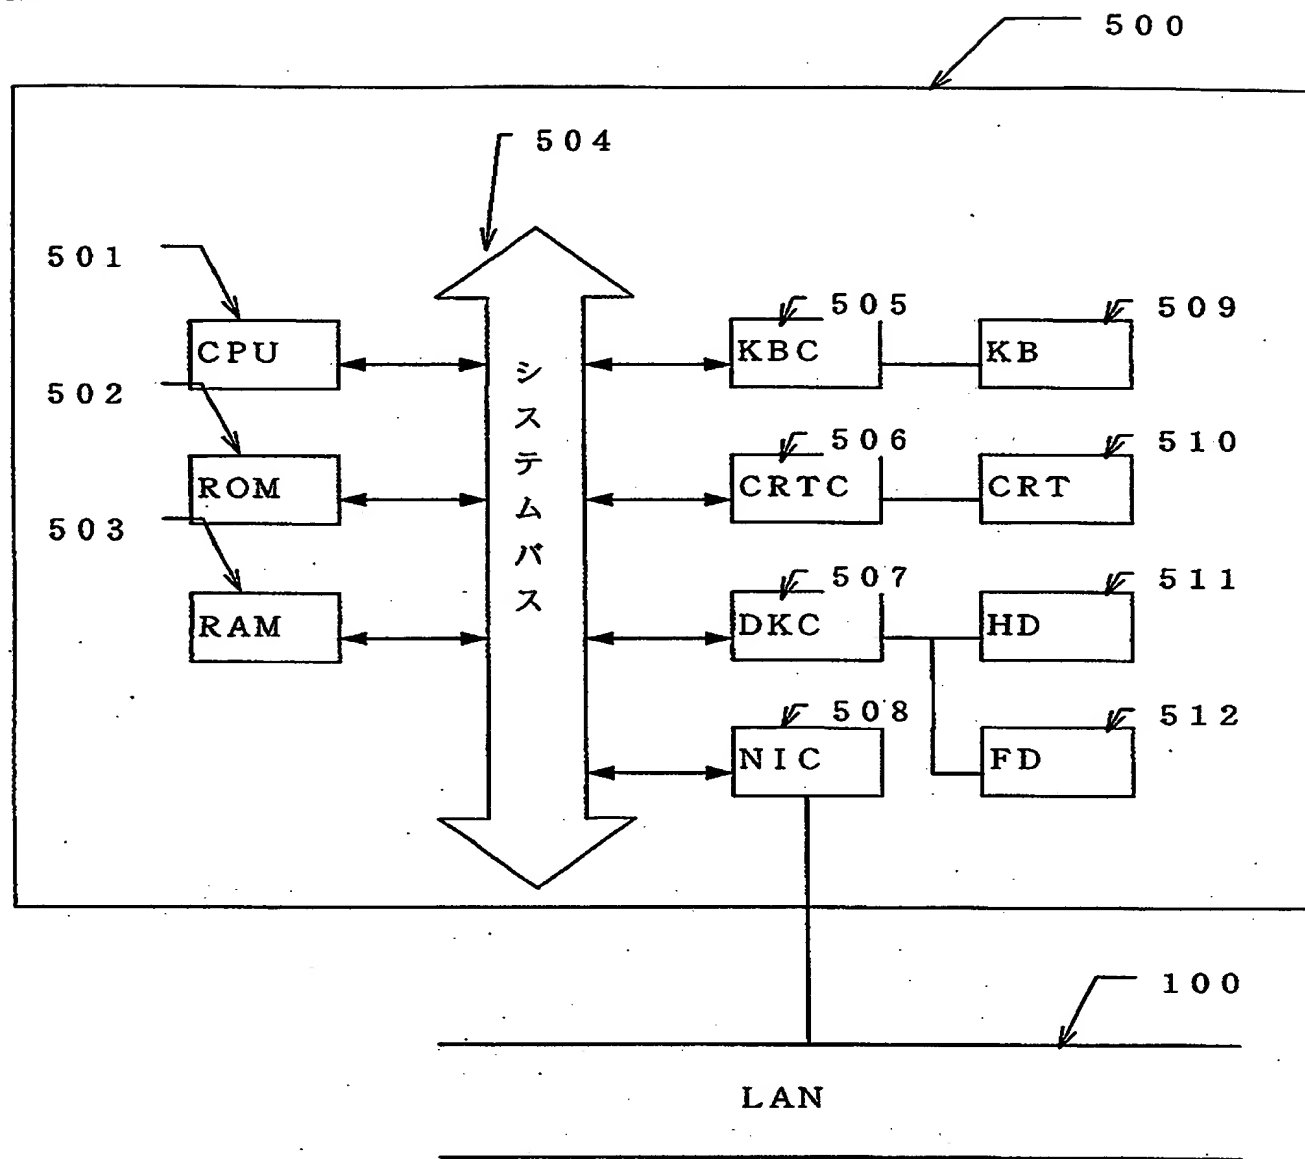 500
504
501
CPU
502
ROM
503
RAM
システムバス
505
KBC
509
KB
506
CRTC
510
CRT
507
DKC
511
HD
508
NIC
512
FD
100
LAN